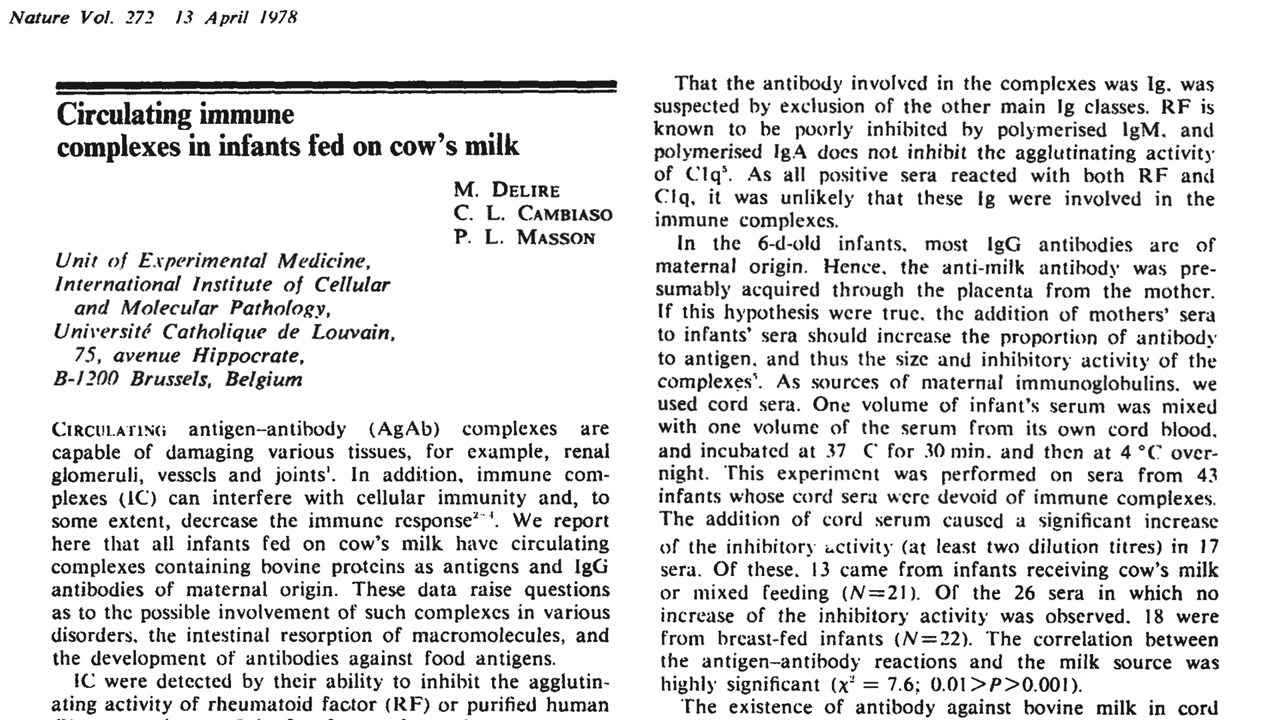 Nature Vol. 272 13 April 1978
Circulating immune
complexes in infants fed on cow's milk
M. DELIRE
C. L. CAMBIASO
P. L. MASSON
Unit of Experimental Medicine,
International Institute of Cellular
and Molecular Pathology,
Université Catholique de Louvain,
75, avenue Hippocrate,
B-1200 Brussels, Belgium
CIRCULATING antigen–antibody (AgAb) complexes are
capable of damaging various tissues, for example, renal
glomeruli, vessels and joints¹. In addition, immune com-
plexes (IC) can interfere with cellular immunity and, to
some extent, decrease the immune response²⁻⁴. We report
here that all infants fed on cow's milk have circulating
complexes containing bovine proteins as antigens and IgG
antibodies of maternal origin. These data raise questions
as to the possible involvement of such complexes in various
disorders, the intestinal resorption of macromolecules, and
the development of antibodies against food antigens.
IC were detected by their ability to inhibit the agglutin-
ating activity of rheumatoid factor (RF) or purified human
That the antibody involved in the complexes was Ig, was
suspected by exclusion of the other main Ig classes. RF is
known to be poorly inhibited by polymerised IgM, and
polymerised IgA does not inhibit the agglutinating activity
of C1q⁵. As all positive sera reacted with both RF and
C1q, it was unlikely that these Ig were involved in the
immune complexes.
In the 6-d-old infants, most IgG antibodies are of
maternal origin. Hence, the anti-milk antibody was pre-
sumably acquired through the placenta from the mother.
If this hypothesis were true, the addition of mothers' sera
to infants' sera should increase the proportion of antibody
to antigen, and thus the size and inhibitory activity of the
complexes⁵. As sources of maternal immunoglobulins, we
used cord sera. One volume of infant's serum was mixed
with one volume of the serum from its own cord blood,
and incubated at 37 C for 30 min, and then at 4 °C over-
night. This experiment was performed on sera from 43
infants whose cord sera were devoid of immune complexes.
The addition of cord serum caused a significant increase
of the inhibitory activity (at least two dilution titres) in 17
sera. Of these, 13 came from infants receiving cow's milk
or mixed feeding (N=21). Of the 26 sera in which no
increase of the inhibitory activity was observed, 18 were
from breast-fed infants (N=22). The correlation between
the antigen–antibody reactions and the milk source was
highly significant (χ² = 7.6; 0.01>P>0.001).
The existence of antibody against bovine milk in cord